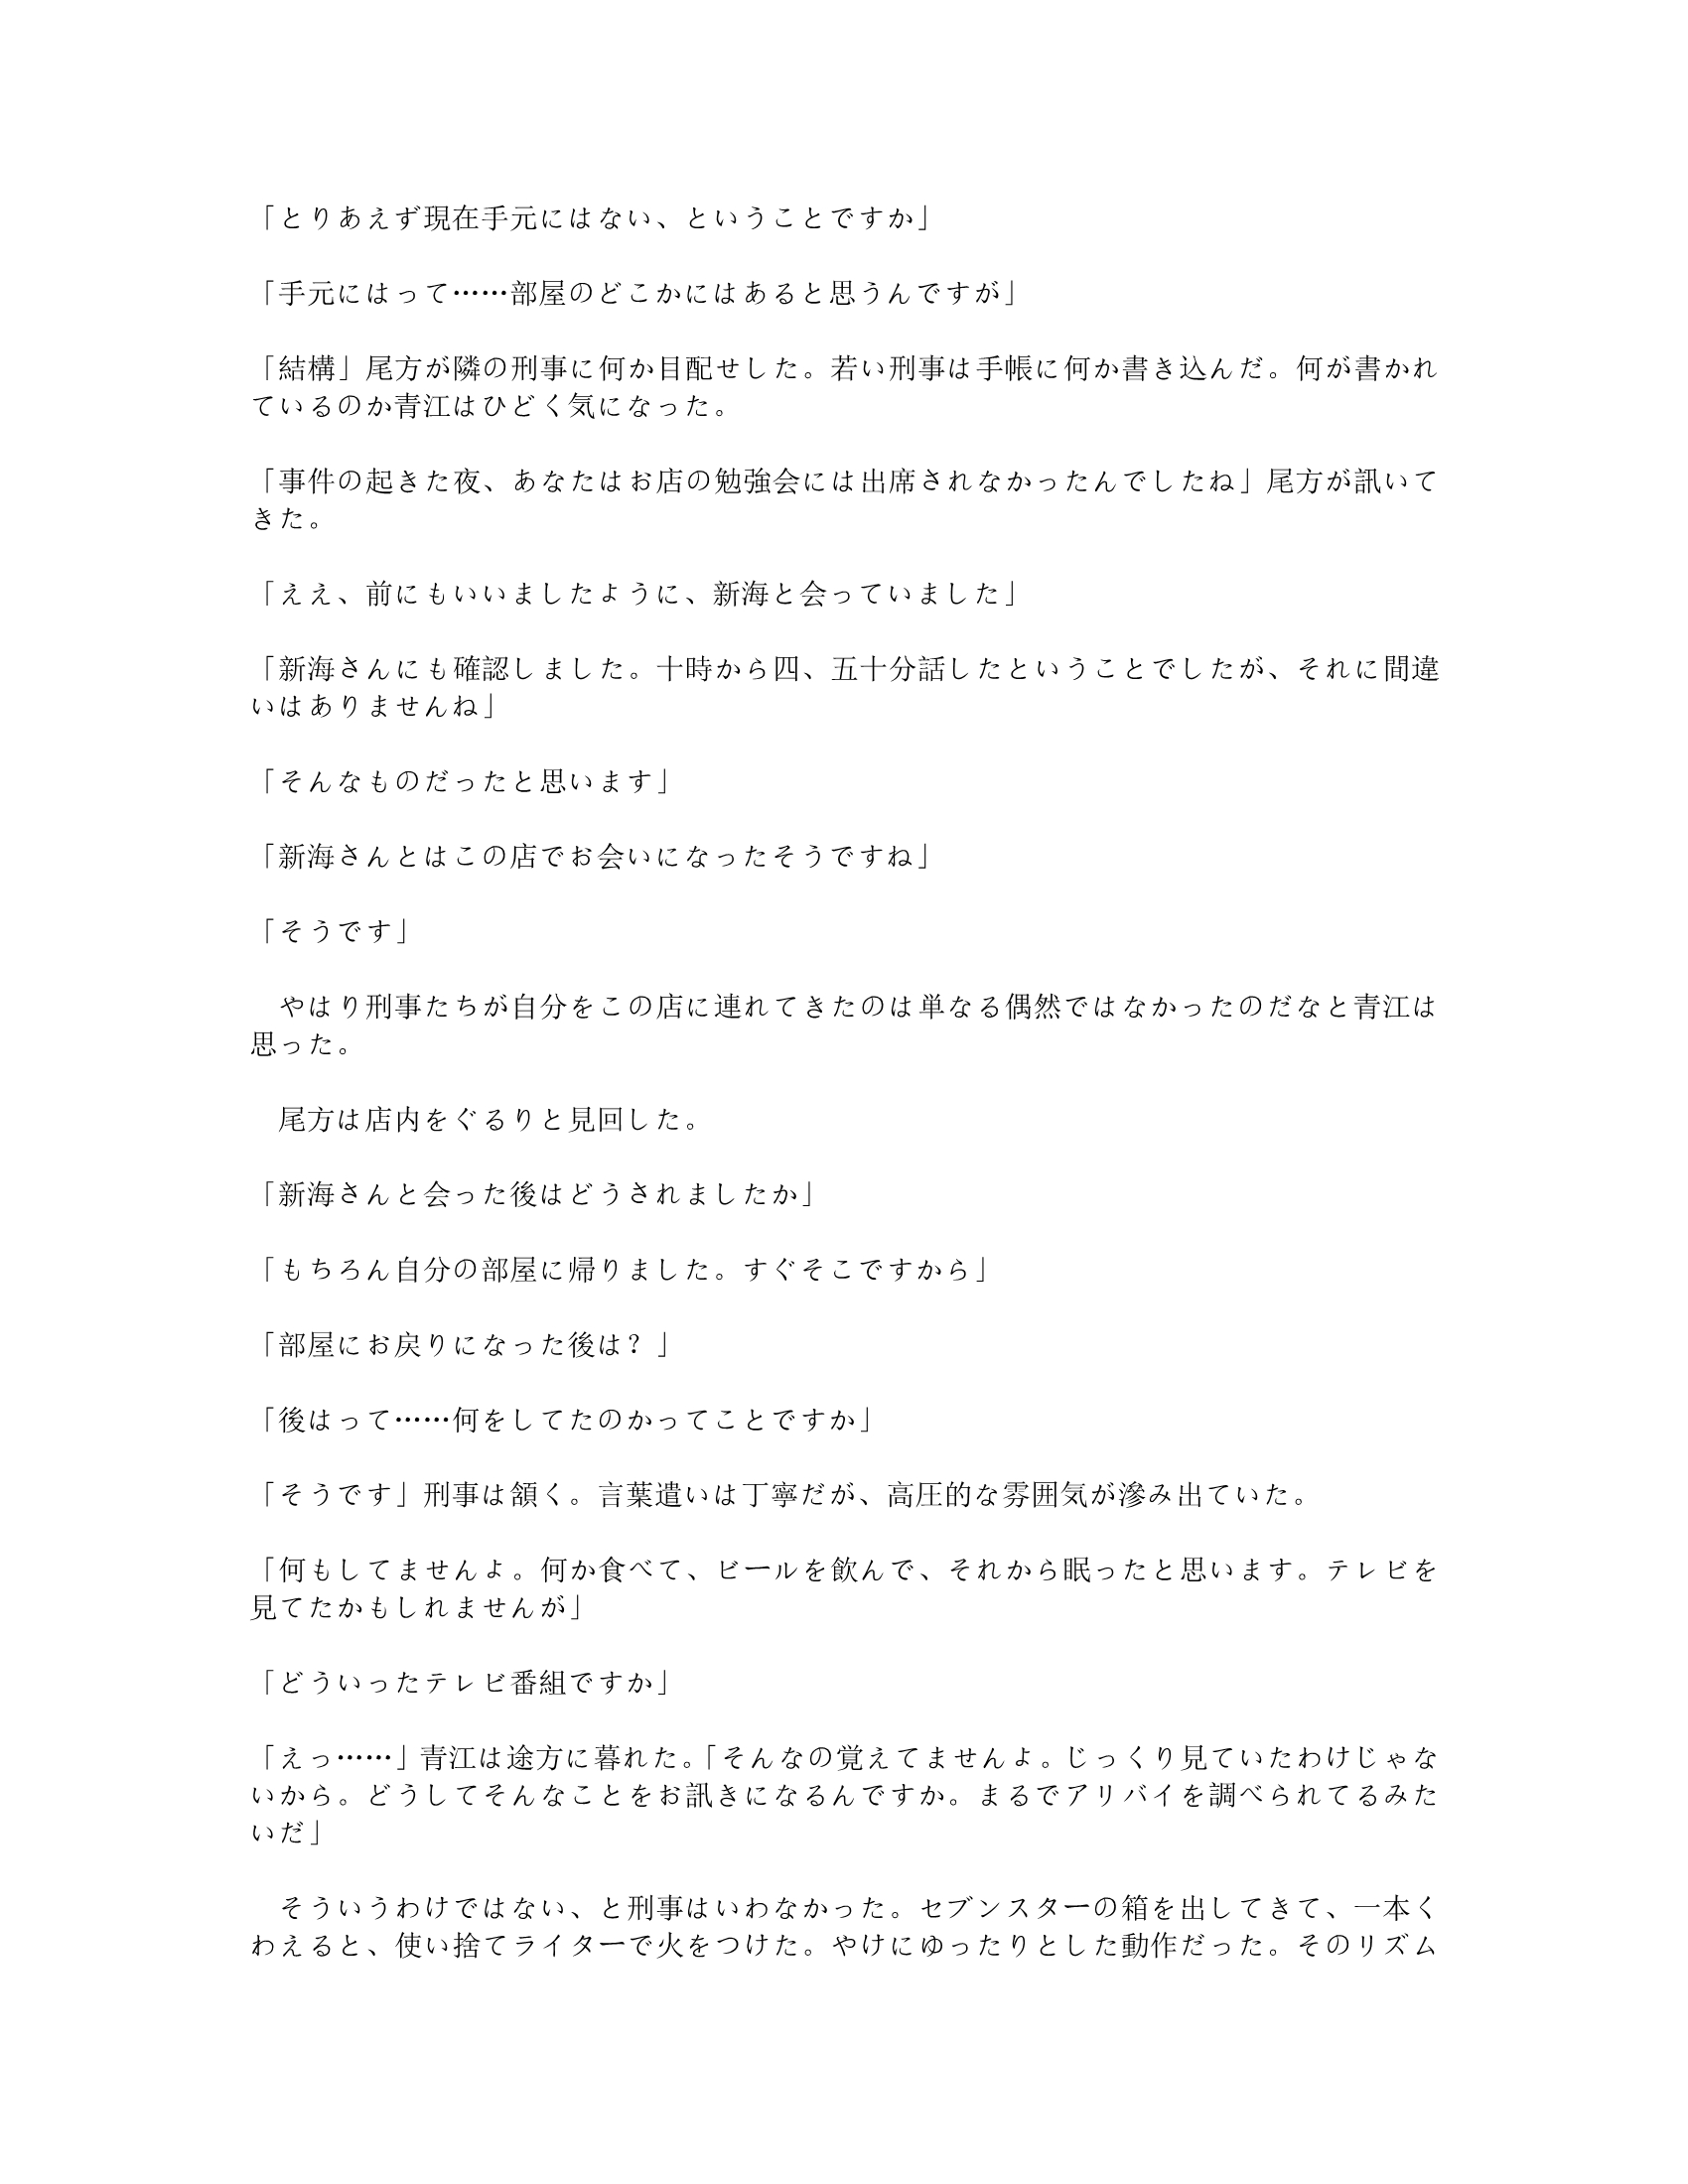 「とりあえず現在手元にはない、ということですか」
「手元にはって……部屋のどこかにはあると思うんですが」
「結構」尾方が隣の刑事に何か目配せした。若い刑事は手帳に何か書き込んだ。何が書かれ
ているのか青江はひどく気になった。
「事件の起きた夜、あなたはお店の勉強会には出席されなかったんでしたね」尾方が訊いて
きた。
「ええ、前にもいいましたように、新海と会っていました」
「新海さんにも確認しました。十時から四、五十分話したということでしたが、それに間違
いはありませんね」
「そんなものだったと思います」
「新海さんとはこの店でお会いになったそうですね」
「そうです」
　やはり刑事たちが自分をこの店に連れてきたのは単なる偶然ではなかったのだなと青江は
思った。
　尾方は店内をぐるりと見回した。
「新海さんと会った後はどうされましたか」
「もちろん自分の部屋に帰りました。すぐそこですから」
「部屋にお戻りになった後は？」
「後はって……何をしてたのかってことですか」
「そうです」刑事は頷く。言葉遣いは丁寧だが、高圧的な雰囲気が滲み出ていた。
「何もしてませんよ。何か食べて、ビールを飲んで、それから眠ったと思います。テレビを
見てたかもしれませんが」
「どういったテレビ番組ですか」
「えっ……」青江は途方に暮れた。「そんなの覚えてませんよ。じっくり見ていたわけじゃな
いから。どうしてそんなことをお訊きになるんですか。まるでアリバイを調べられてるみた
いだ」
　そういうわけではない、と刑事はいわなかった。セブンスターの箱を出してきて、一本く
わえると、使い捨てライターで火をつけた。やけにゆったりとした動作だった。そのリズム